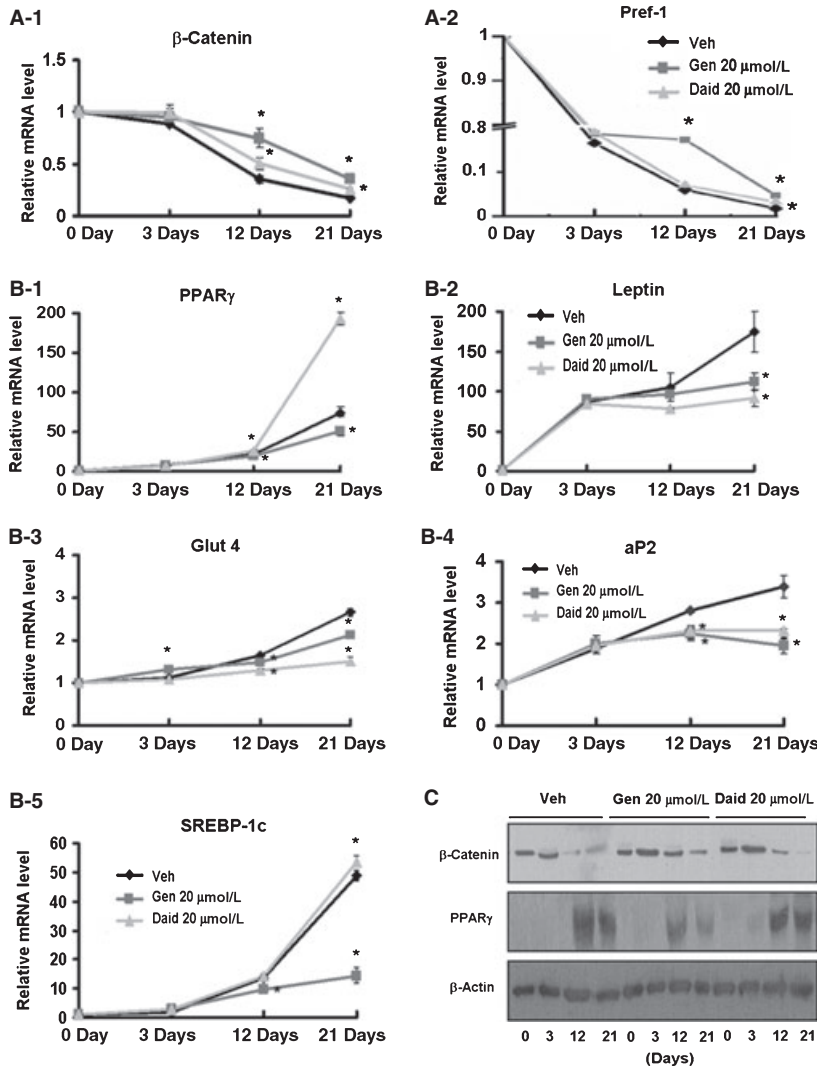 A-1
β-Catenin
Relative mRNA level
1.5
1
0.5
0
0 Day 3 Days 12 Days 21 Days
* * * *
A-2
Pref-1
Veh
Gen 20 μmol/L
Daid 20 μmol/L
Relative mRNA level
1
0.9
0.8
0.1
0
0 Day 3 Days 12 Days 21 Days
* * *
B-1
PPARγ
Relative mRNA level
200
150
100
50
0
0 Day 3 Days 12 Days 21 Days
* * * *
B-2
Leptin
Veh
Gen 20 μmol/L
Daid 20 μmol/L
Relative mRNA level
200
150
100
50
0
0 Day 3 Days 12 Days 21 Days
* *
B-3
Glut 4
Relative mRNA level
4
3
2
1
0
0 Day 3 Days 12 Days 21 Days
* * * * *
B-4
aP2
Veh
Gen 20 μmol/L
Daid 20 μmol/L
Relative mRNA level
4
3
2
1
0
0 Day 3 Days 12 Days 21 Days
* * * *
B-5
SREBP-1c
Veh
Gen 20 μmol/L
Daid 20 μmol/L
Relative mRNA level
60
50
40
30
20
10
0
0 Day 3 Days 12 Days 21 Days
* * *
C
Veh Gen 20 μmol/L Daid 20 μmol/L
β-Catenin
PPARγ
β-Actin
0 3 12 21 0 3 12 21 0 3 12 21
(Days)